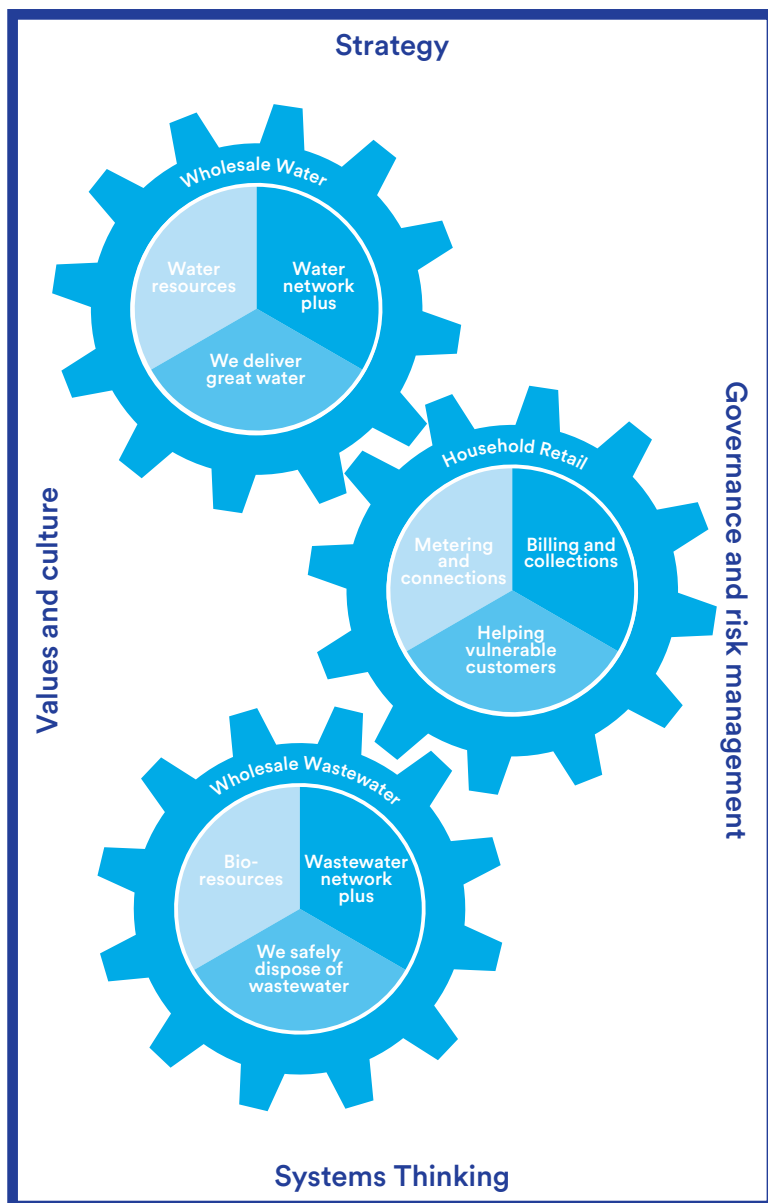 Strategy
Wholesale Water
Water
resources
Water
network
plus
We deliver
great water
Household Retail
Metering
and
connections
Billing and
collections
Helping
vulnerable
customers
Values and culture
Governance and risk management
Wholesale Wastewater
Bio-
resources
Wastewater
network
plus
We safely
dispose of
wastewater
Systems Thinking